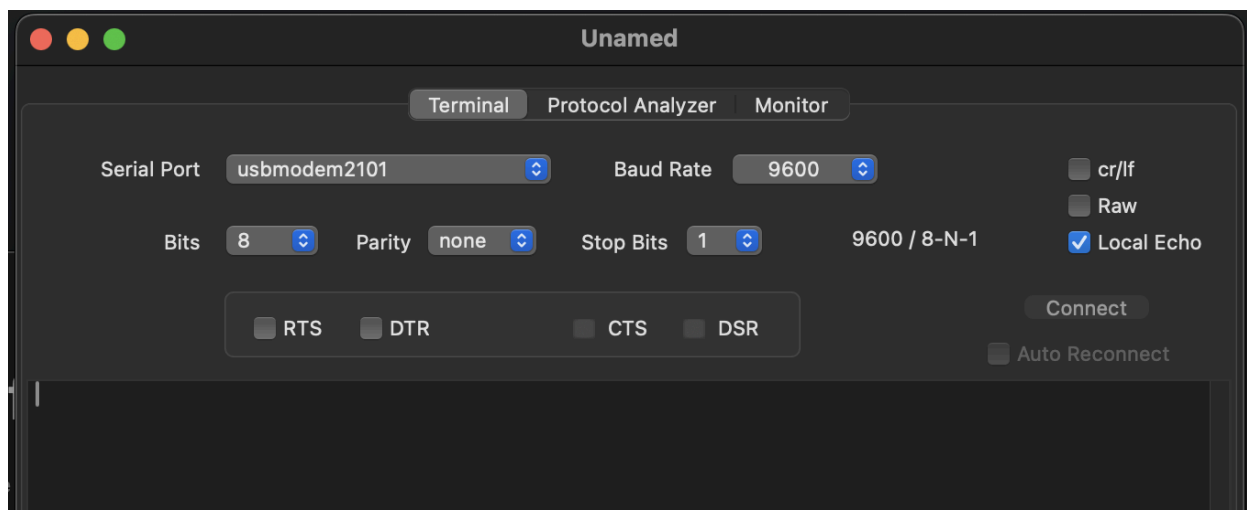 Unamed
Terminal Protocol Analyzer Monitor
Serial Port usbmodem2101 Baud Rate 9600 cr/lf
Raw
Bits 8 Parity none Stop Bits 1 9600 / 8-N-1 Local Echo
RTS DTR CTS DSR Connect
Auto Reconnect